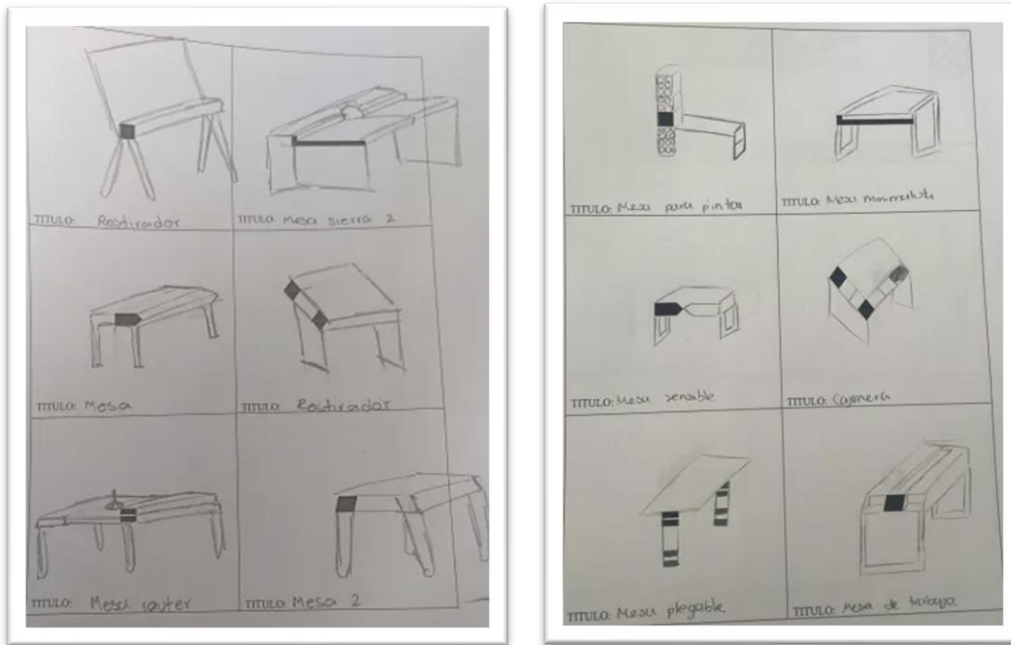 TITULO: Restirador
TITULO: Mesa sierra 2
TITULO: Mesa
TITULO: Restirador
TITULO: Mesa router
TITULO: Mesa 2
TITULO: Mesa para pintar
TITULO: Mesa
TITULO: Mesa sensible
TITULO: Cajonera
TITULO: Mesa plegable.
TITULO: Mesa de trabajo.